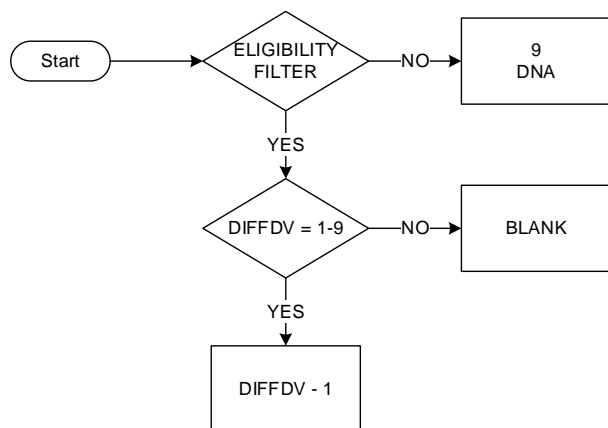 Start
ELIGIBILITY
FILTER
NO
9
DNA
YES
DIFFDV = 1-9
NO
BLANK
YES
DIFFDV - 1